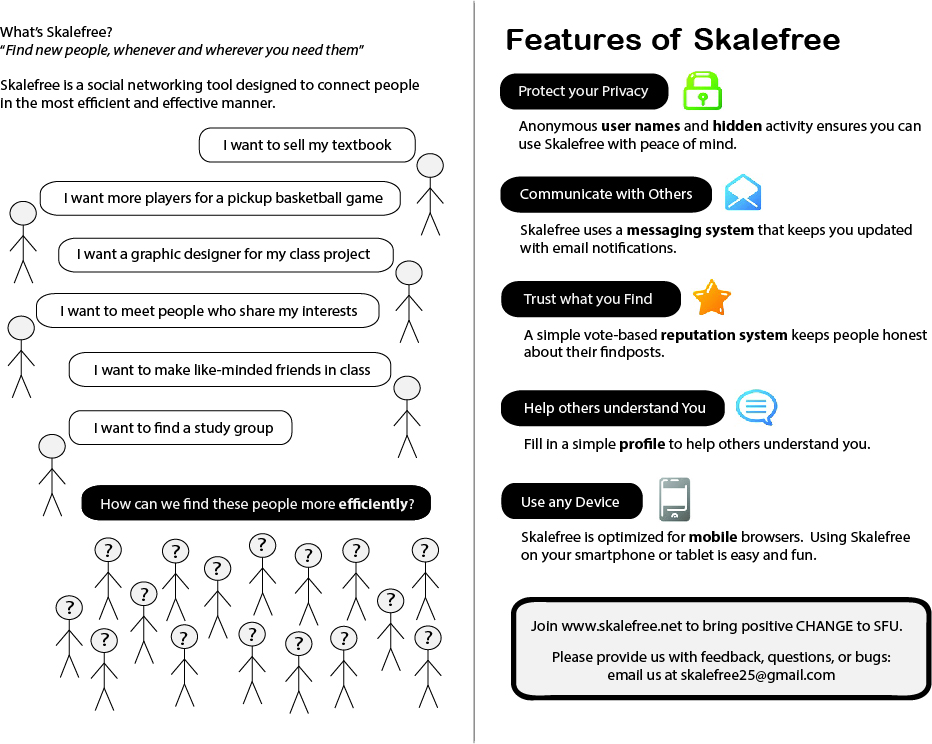 What's Skalefree?
“Find new people, whenever and wherever you need them”
Skalefree is a social networking tool designed to connect people
in the most efficient and effective manner.
I want to sell my textbook
I want more players for a pickup basketball game
I want a graphic designer for my class project
I want to meet people who share my interests
I want to make like-minded friends in class
I want to find a study group
How can we find these people more efficiently?
? ? ? ? ? ?
?
? ? ?
? ? ? ? ? ?
Features of Skalefree
Protect your Privacy
Anonymous user names and hidden activity ensures you can
use Skalefree with peace of mind.
Communicate with Others
Skalefree uses a messaging system that keeps you updated
with email notifications.
Trust what you Find
A simple vote-based reputation system keeps people honest
about their findposts.
Help others understand You
Fill in a simple profile to help others understand you.
Use any Device
Skalefree is optimized for mobile browsers.  Using Skalefree
on your smartphone or tablet is easy and fun.
Join www.skalefree.net to bring positive CHANGE to SFU.
Please provide us with feedback, questions, or bugs:
email us at skalefree25@gmail.com